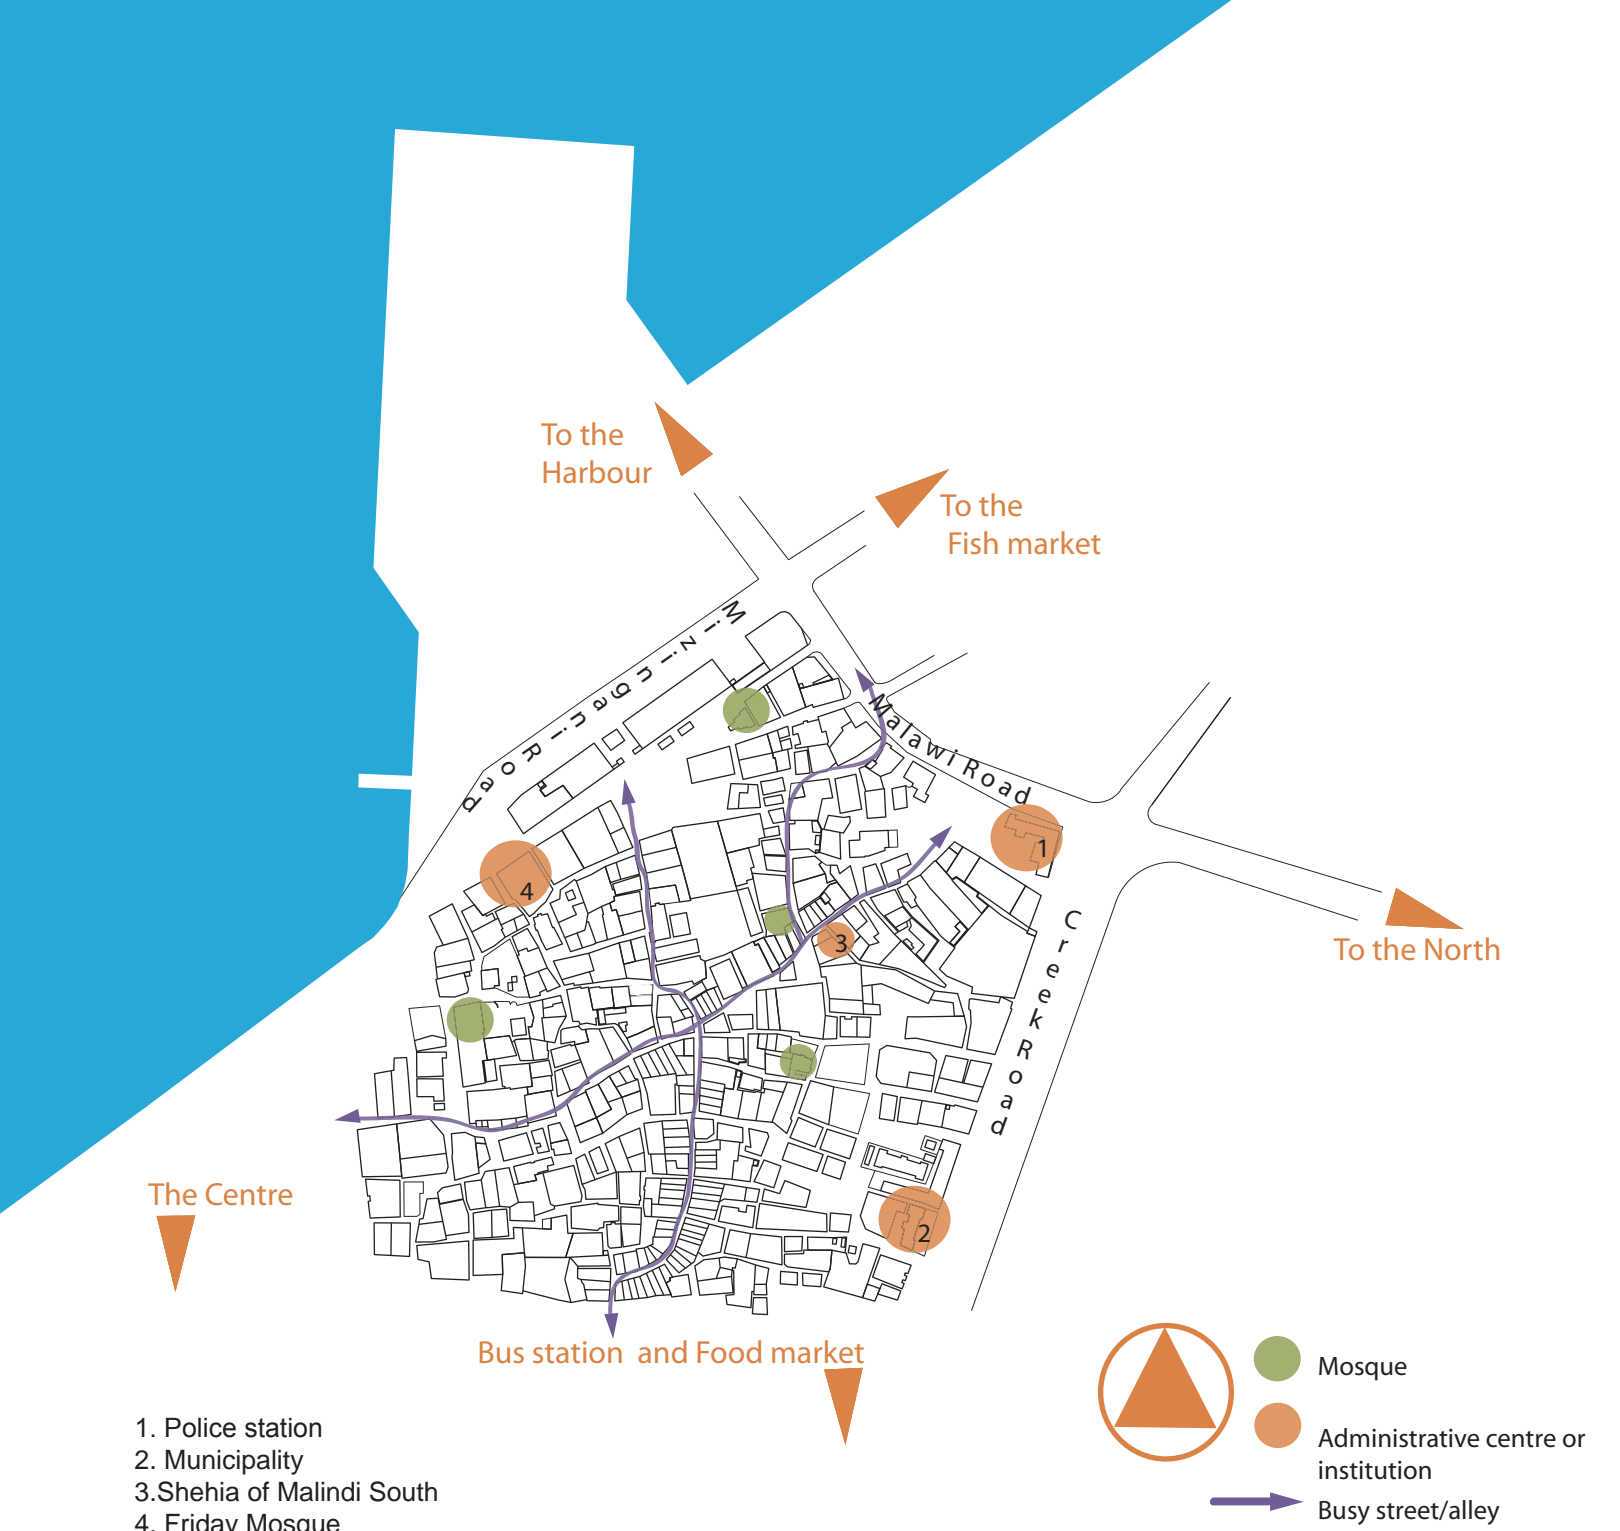 To the
Harbour
To the
Fish market
Mizingani Road
Malawi Road
1
4
Creek Road
3
To the North
The Centre
2
Bus station and Food market
Mosque
Administrative centre or
institution
Busy street/alley
1. Police station
2. Municipality
3.Shehia of Malindi South
4. Friday Mosque